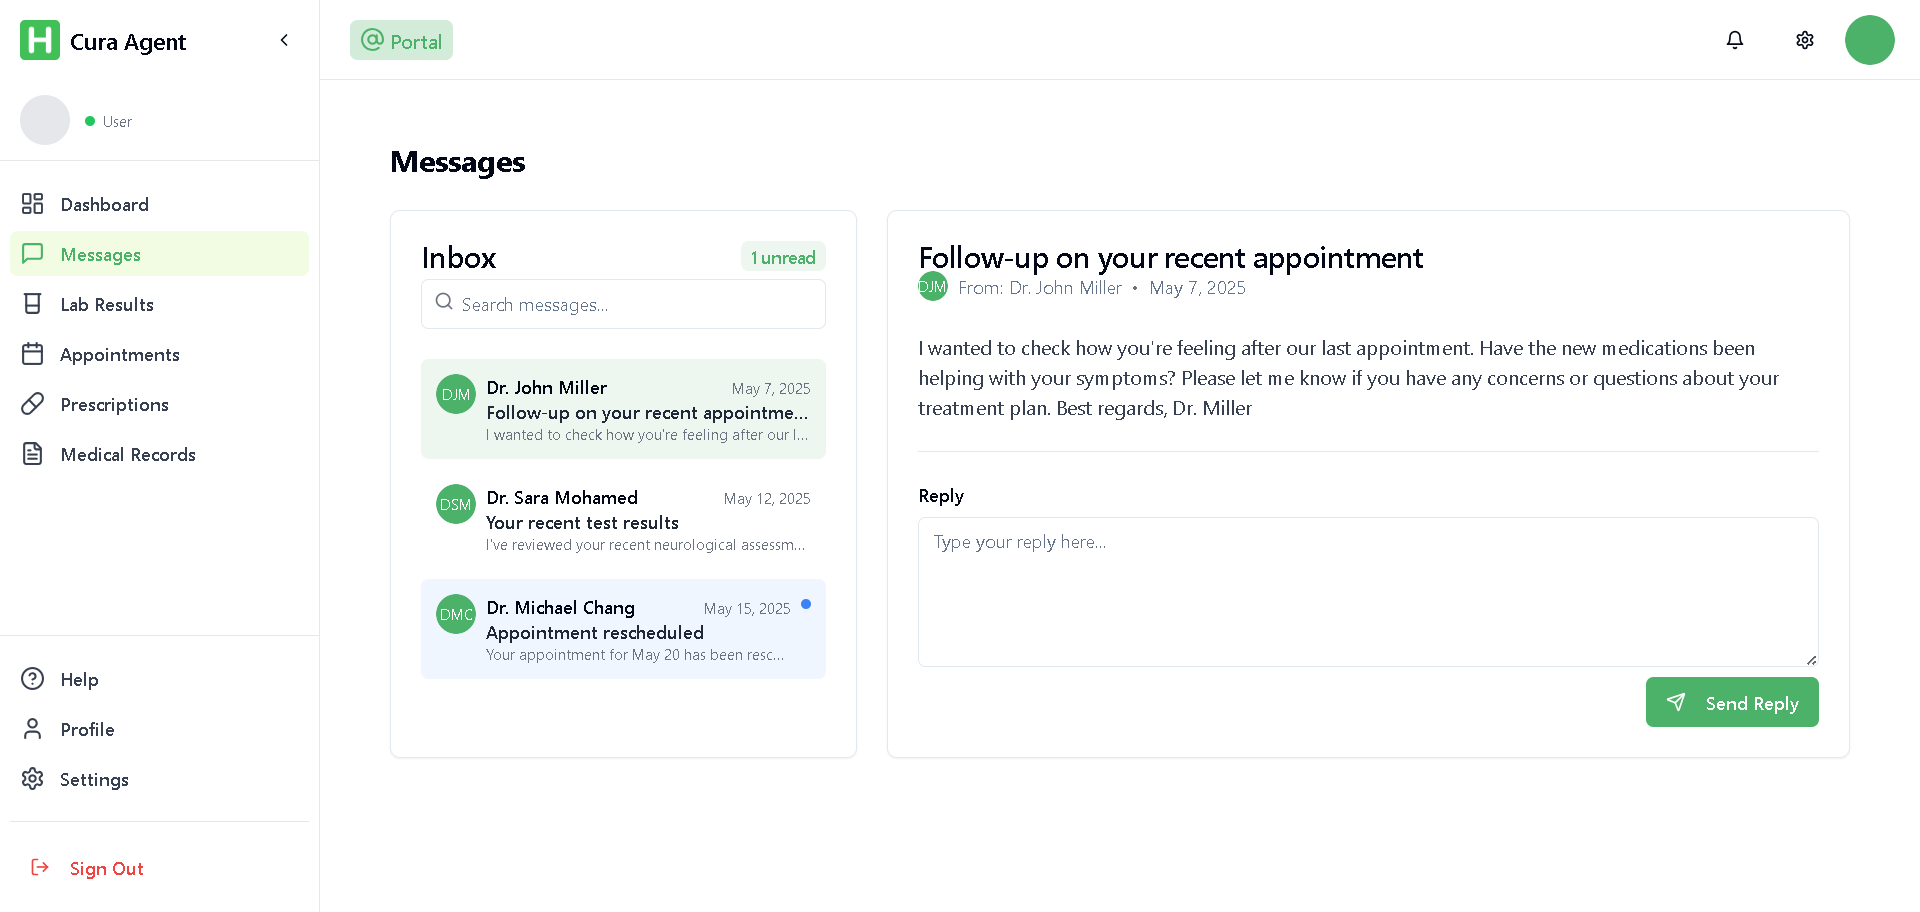 H Cura Agent
@ Portal
User
Dashboard
Messages
Lab Results
Appointments
Prescriptions
Medical Records
Help
Profile
Settings
Sign Out
Messages
Inbox
1 unread
Search messages...
DJM
Dr. John Miller
May 7, 2025
Follow-up on your recent appointme...
I wanted to check how you're feeling after our l...
DSM
Dr. Sara Mohamed
May 12, 2025
Your recent test results
I've reviewed your recent neurological assessm...
DMC
Dr. Michael Chang
May 15, 2025
Appointment rescheduled
Your appointment for May 20 has been resc...
Follow-up on your recent appointment
DJM
From: Dr. John Miller • May 7, 2025
I wanted to check how you're feeling after our last appointment. Have the new medications been
helping with your symptoms? Please let me know if you have any concerns or questions about your
treatment plan. Best regards, Dr. Miller
Reply
Type your reply here...
Send Reply